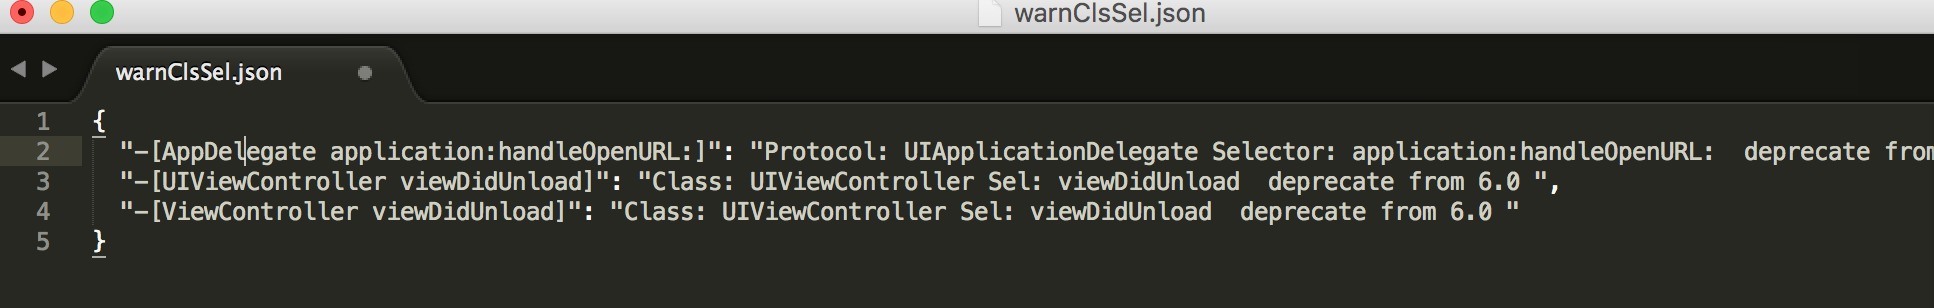 warnClsSel.json
warnClsSel.json
1 {
2 "-[AppDelegate application:handleOpenURL:]": "Protocol: UIApplicationDelegate Selector: application:handleOpenURL:  deprecate from
3 "-[UIViewController viewDidUnload]": "Class: UIViewController Sel: viewDidUnload  deprecate from 6.0 ",
4 "-[ViewController viewDidUnload]": "Class: UIViewController Sel: viewDidUnload  deprecate from 6.0 "
5 }